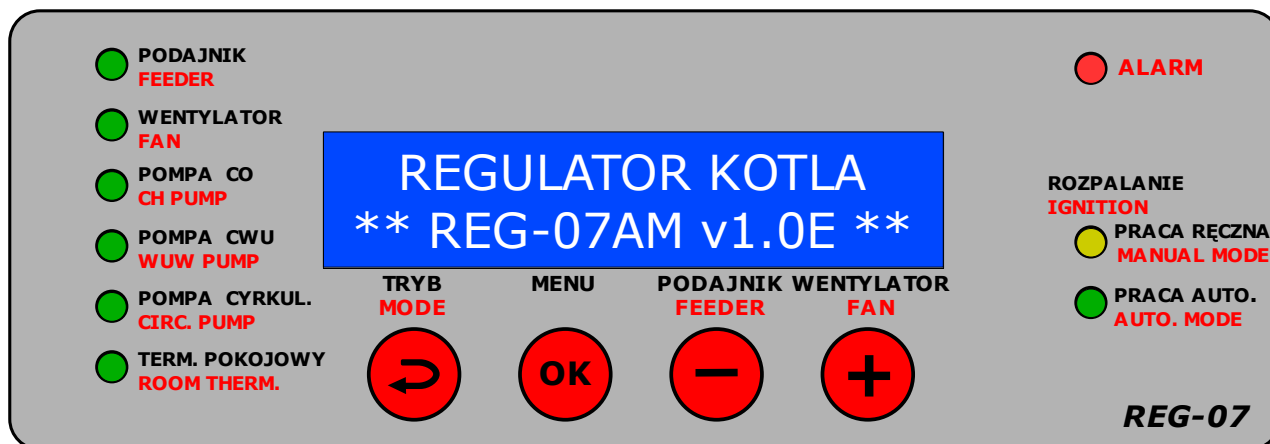 PODAJNIK
FEEDER
WENTYLATOR
FAN
POMPA CO
CH PUMP
POMPA CWU
WUW PUMP
POMPA CYRKUL.
CIRC. PUMP
TERM. POKOJOWY
ROOM THERM.
REGULATOR KOTLA
** REG-07AM v1.0E **
TRYB
MODE
MENU
PODAJNIK
FEEDER
WENTYLATOR
FAN
OK
ALARM
ROZPALANIE
IGNITION
PRACA RĘCZNA
MANUAL MODE
PRACA AUTO.
AUTO. MODE
REG-07